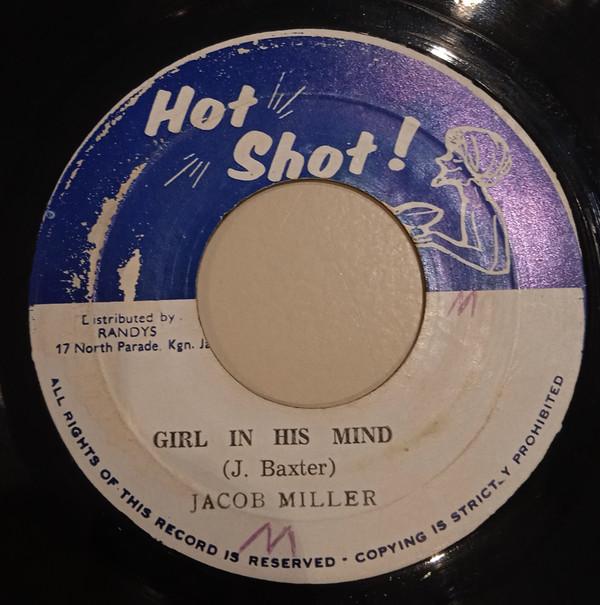 Hot
Shot!
M
Distributed by
RANDYS
17 North Parade, Kgn. Ja
GIRL IN HIS MIND
(J. Baxter)
JACOB MILLER
M
ALL RIGHTS OF THIS RECORD IS RESERVED - COPYING IS STRICTLY PROHIBITED